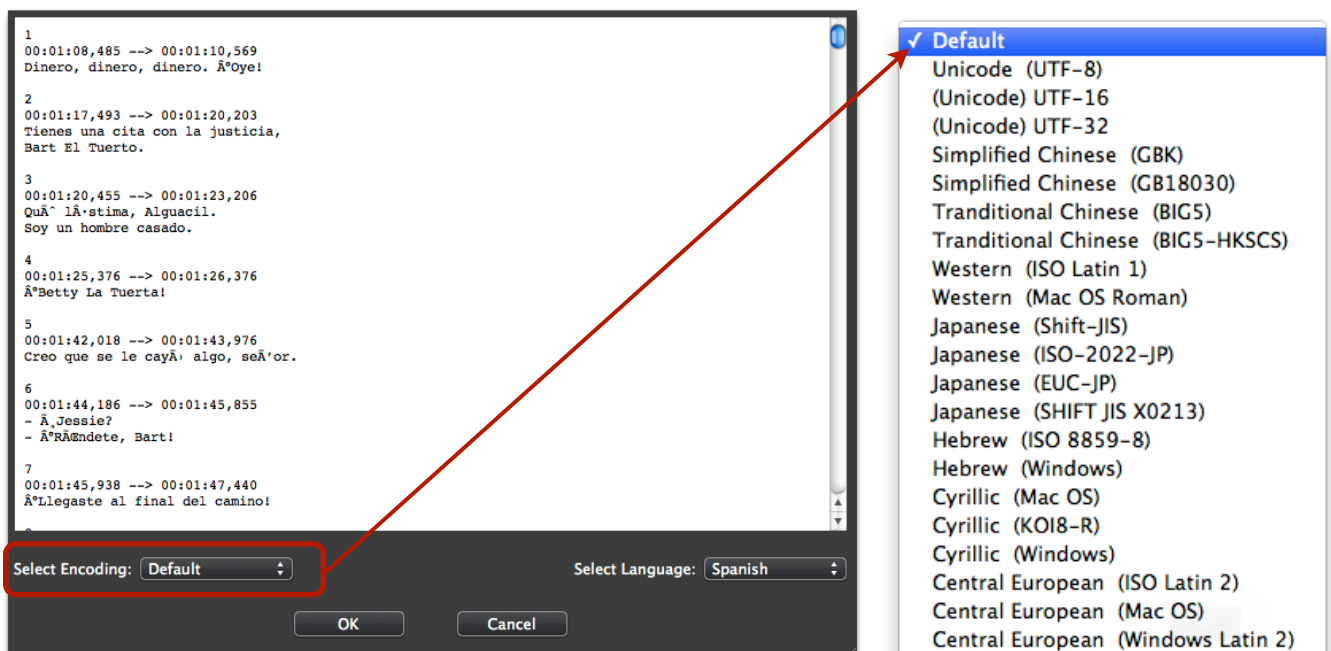 1
00:01:08,485 --> 00:01:10,569
Dinero, dinero, dinero. Â°Oye!
2
00:01:17,493 --> 00:01:20,203
Tienes una cita con la justicia,
Bart El Tuerto.
3
00:01:20,455 --> 00:01:23,206
QuÃˆ lÂ·stima, Alguacil.
Soy un hombre casado.
4
00:01:25,376 --> 00:01:26,376
Â°Betty La Tuerta!
5
00:01:42,018 --> 00:01:43,976
Creo que se le cayÃ› algo, seÃ’or.
6
00:01:44,186 --> 00:01:45,855
- Ã¸Jessie?
- Â°RÃŒndete, Bart!
7
00:01:45,938 --> 00:01:47,440
Â°Llegaste al final del camino!
Select Encoding: Default
Select Language: Spanish
OK
Cancel
✓ Default
Unicode (UTF-8)
(Unicode) UTF-16
(Unicode) UTF-32
Simplified Chinese (GBK)
Simplified Chinese (GB18030)
Tranditional Chinese (BIG5)
Tranditional Chinese (BIG5-HKSCS)
Western (ISO Latin 1)
Western (Mac OS Roman)
Japanese (Shift-JIS)
Japanese (ISO-2022-JP)
Japanese (EUC-JP)
Japanese (SHIFT JIS X0213)
Hebrew (ISO 8859-8)
Hebrew (Windows)
Cyrillic (Mac OS)
Cyrillic (KOI8-R)
Cyrillic (Windows)
Central European (ISO Latin 2)
Central European (Mac OS)
Central European (Windows Latin 2)